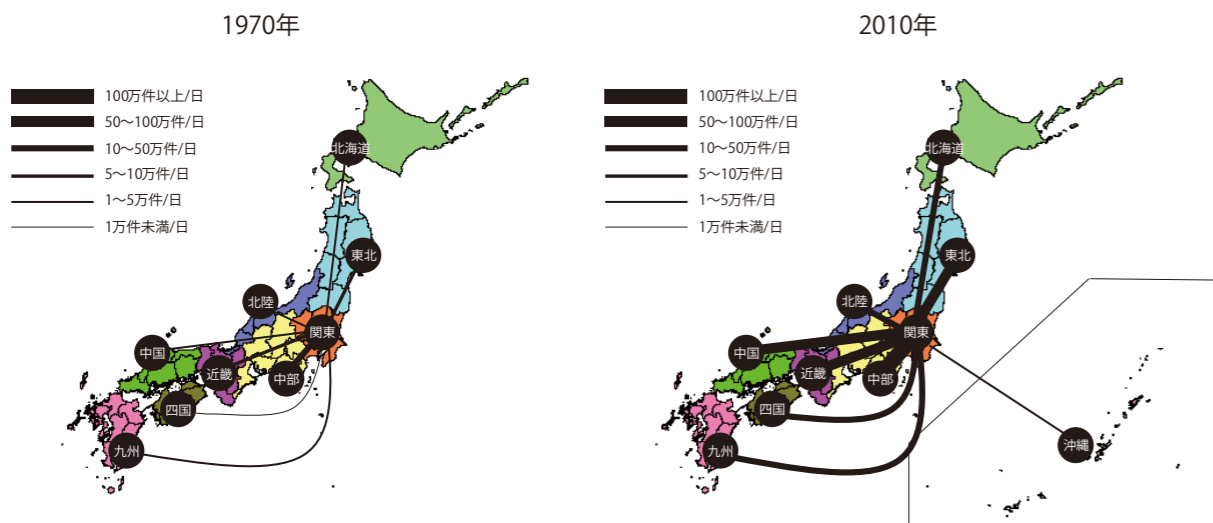 1970年
100万件以上/日
50～100万件/日
10～50万件/日
5～10万件/日
1～5万件/日
1万件未満/日
北海道
東北
北陸
関東
中国
近畿
中部
四国
九州
2010年
100万件以上/日
50～100万件/日
10～50万件/日
5～10万件/日
1～5万件/日
1万件未満/日
北海道
東北
北陸
関東
中国
近畿
中部
四国
九州
沖縄